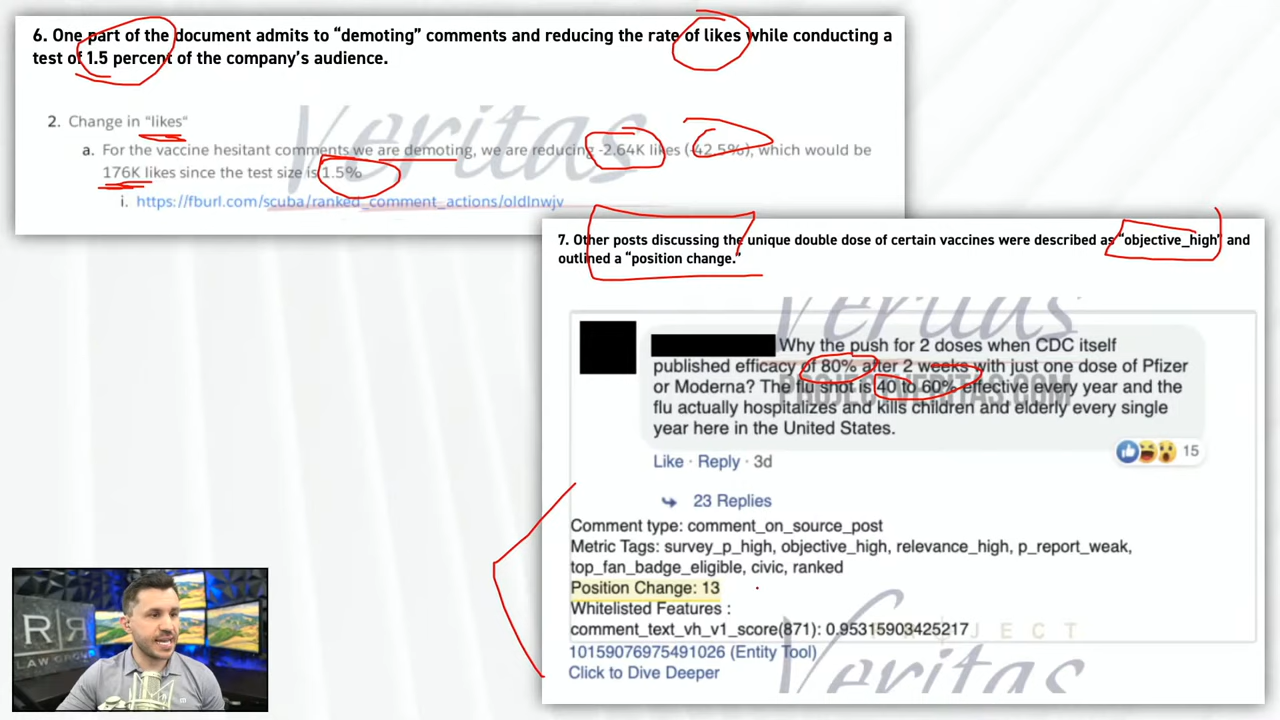 6. One part of the document admits to “demoting” comments and reducing the rate of likes while conducting a
test of 1.5 percent of the company’s audience.
Veritas
2. Change in "likes"
a. For the vaccine hesitant comments we are demoting, we are reducing -2.64K likes (-42.5%), which would be
176K likes since the test size is 1.5%
i. https://fburl.com/scuba/ranked_comment_actions/oldlnwjv
7. Other posts discussing the unique double dose of certain vaccines were described as “objective_high” and
outlined a “position change.”
Veritas
Why the push for 2 doses when CDC itself
published efficacy of 80% after 2 weeks with just one dose of Pfizer
or Moderna? The flu shot is 40 to 60% effective every year and the
flu actually hospitalizes and kills children and elderly every single
year here in the United States.
PROJECTVERITAS.COM
15
Like · Reply · 3d
23 Replies
Comment type: comment_on_source_post
Metric Tags: survey_p_high, objective_high, relevance_high, p_report_weak,
top_fan_badge_eligible, civic, ranked
Position Change: 13
Whitelisted Features :
comment_text_vh_v1_score(871): 0.95315903425217
10159076975491026 (Entity Tool)
Click to Dive Deeper
PROJECT
Veritas
R R
LAW GROUP